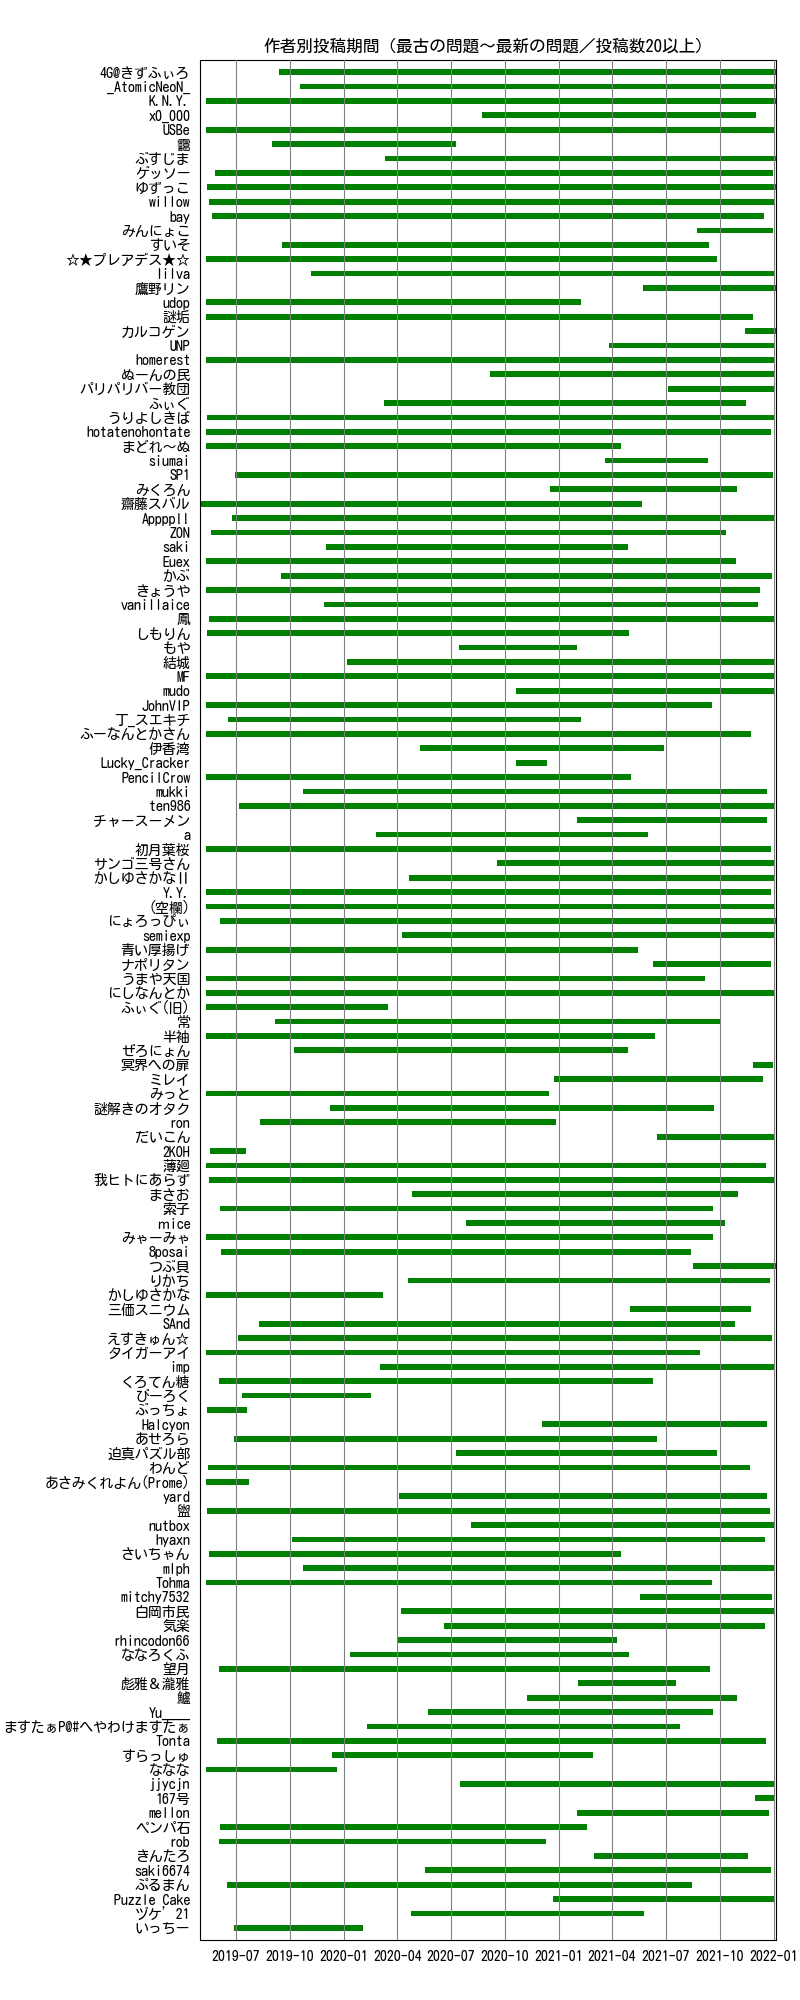 作者別投稿期間（最古の問題～最新の問題／投稿数20以上）
4G@きずふぃろ
_AtomicNeoN_
K.N.Y.
x0_000
USBe
ぷすじま
ゲッソー
ゆずっこ
willow
bay
みんにょこ
すいそ
☆★プレアデス★☆
lilva
鷹野リン
udop
謎垢
カルコゲン
UNP
homerest
ぬーんの民
パリパリバー教団
ふぃぐ
うりよしきば
hotatenohontate
まどれ～ぬ
siumai
SP1
みくろん
齋藤スバル
Appppll
ZON
saki
Euex
かぶ
きょうや
vanillaice
鳳
しもりん
もや
結城
MF
mudo
JohnVIP
丁_スエキチ
ふーなんとかさん
伊香湾
Lucky_Cracker
PencilCrow
mukki
ten986
チャースーメン
a
初月葉桜
サンゴ三号さん
かしゆさかなII
Y.Y.
(空欄)
にょろっぴぃ
semiexp
青い厚揚げ
ナポリタン
うまや天国
にしなんとか
ふぃぐ(旧)
常
半袖
ぜろにょん
冥界への扉
ミレイ
みっと
謎解きのオタク
ron
だいこん
2KOH
薄廻
我ヒトにあらず
まさお
索子
mice
みゃーみゃ
8posai
つぶ貝
りかち
かしゆさかな
三価スニウム
SAnd
えすきゅん☆
タイガーアイ
imp
くろてん糖
びーろく
ぷっちょ
Halcyon
あせろら
迫真パズル部
わんど
あさみくれよん(Prome)
yard
盥
nutbox
hyaxn
さいちゃん
mlph
Tohma
mitchy7532
白岡市民
気楽
rhincodon66
ななろくふ
望月
彪雅＆瀧雅
鱸
Yu____
ますたぁP@#へやわけますたぁ
Tonta
すらっしゅ
ななな
jjycjn
167号
mellon
ペンパ石
rob
きんたろ
saki6674
ぷるまん
Puzzle Cake
ヅケ’21
いっちー
2019-07 2019-10 2020-01 2020-04 2020-07 2020-10 2021-01 2021-04 2021-07 2021-10 2022-01